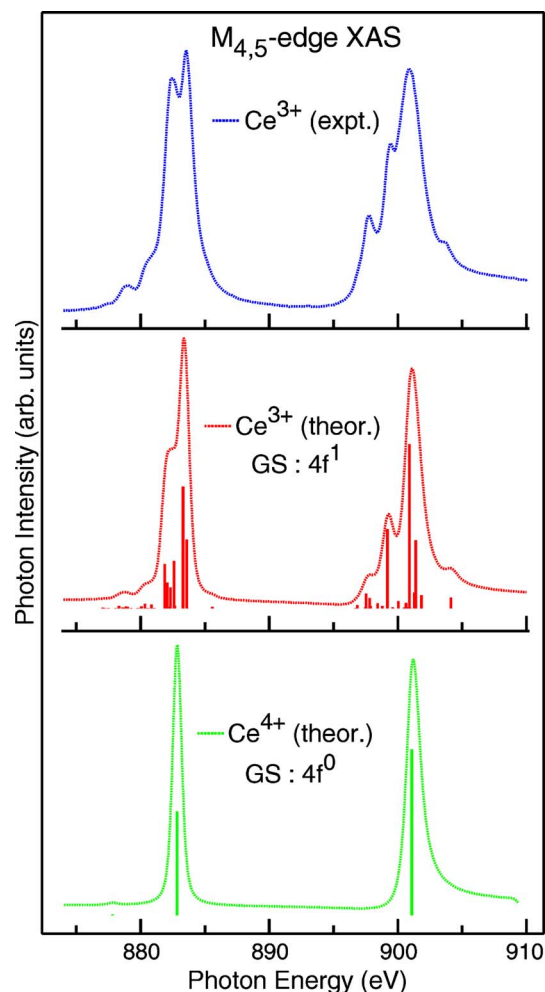 M₄,₅-edge XAS
Ce³⁺ (expt.)
Ce³⁺ (theor.)
GS : 4f¹
Ce⁴⁺ (theor.)
GS : 4f⁰
Photon Intensity (arb. units)
880 890 900 910
Photon Energy (eV)